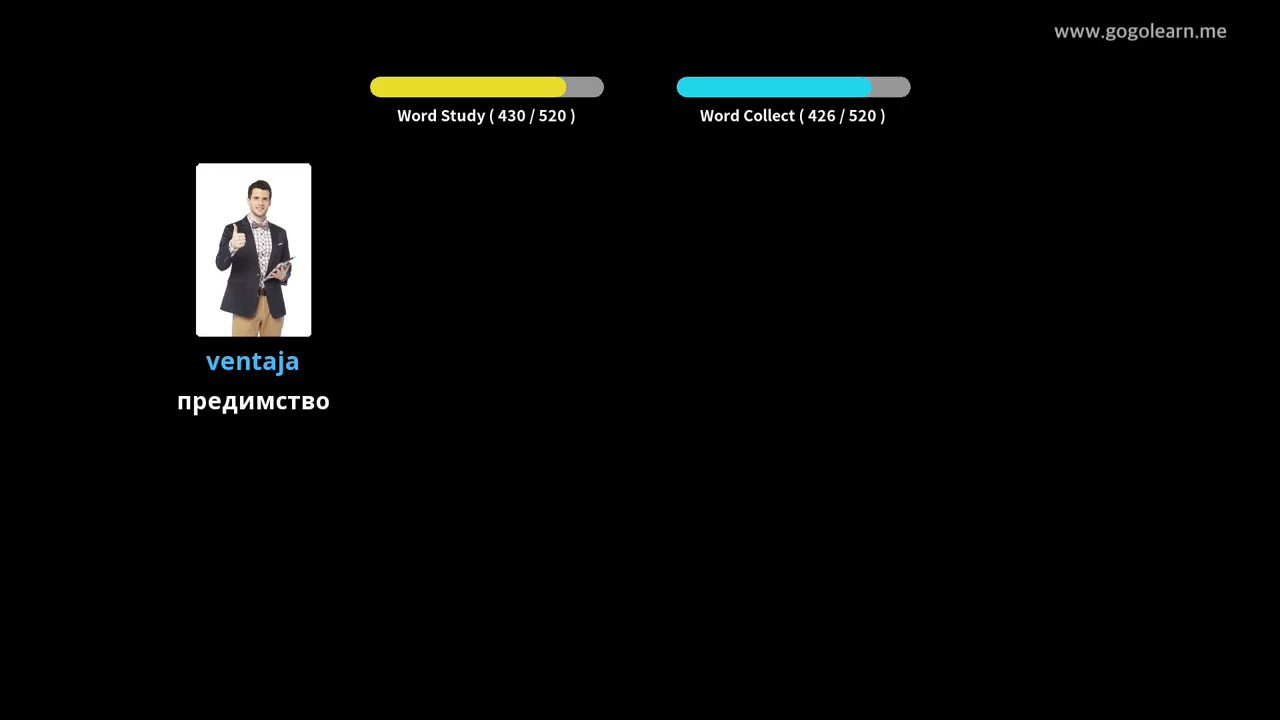 www.gogolearn.me
Word Study ( 430 / 520 )
Word Collect ( 426 / 520 )
ventaja
предимство